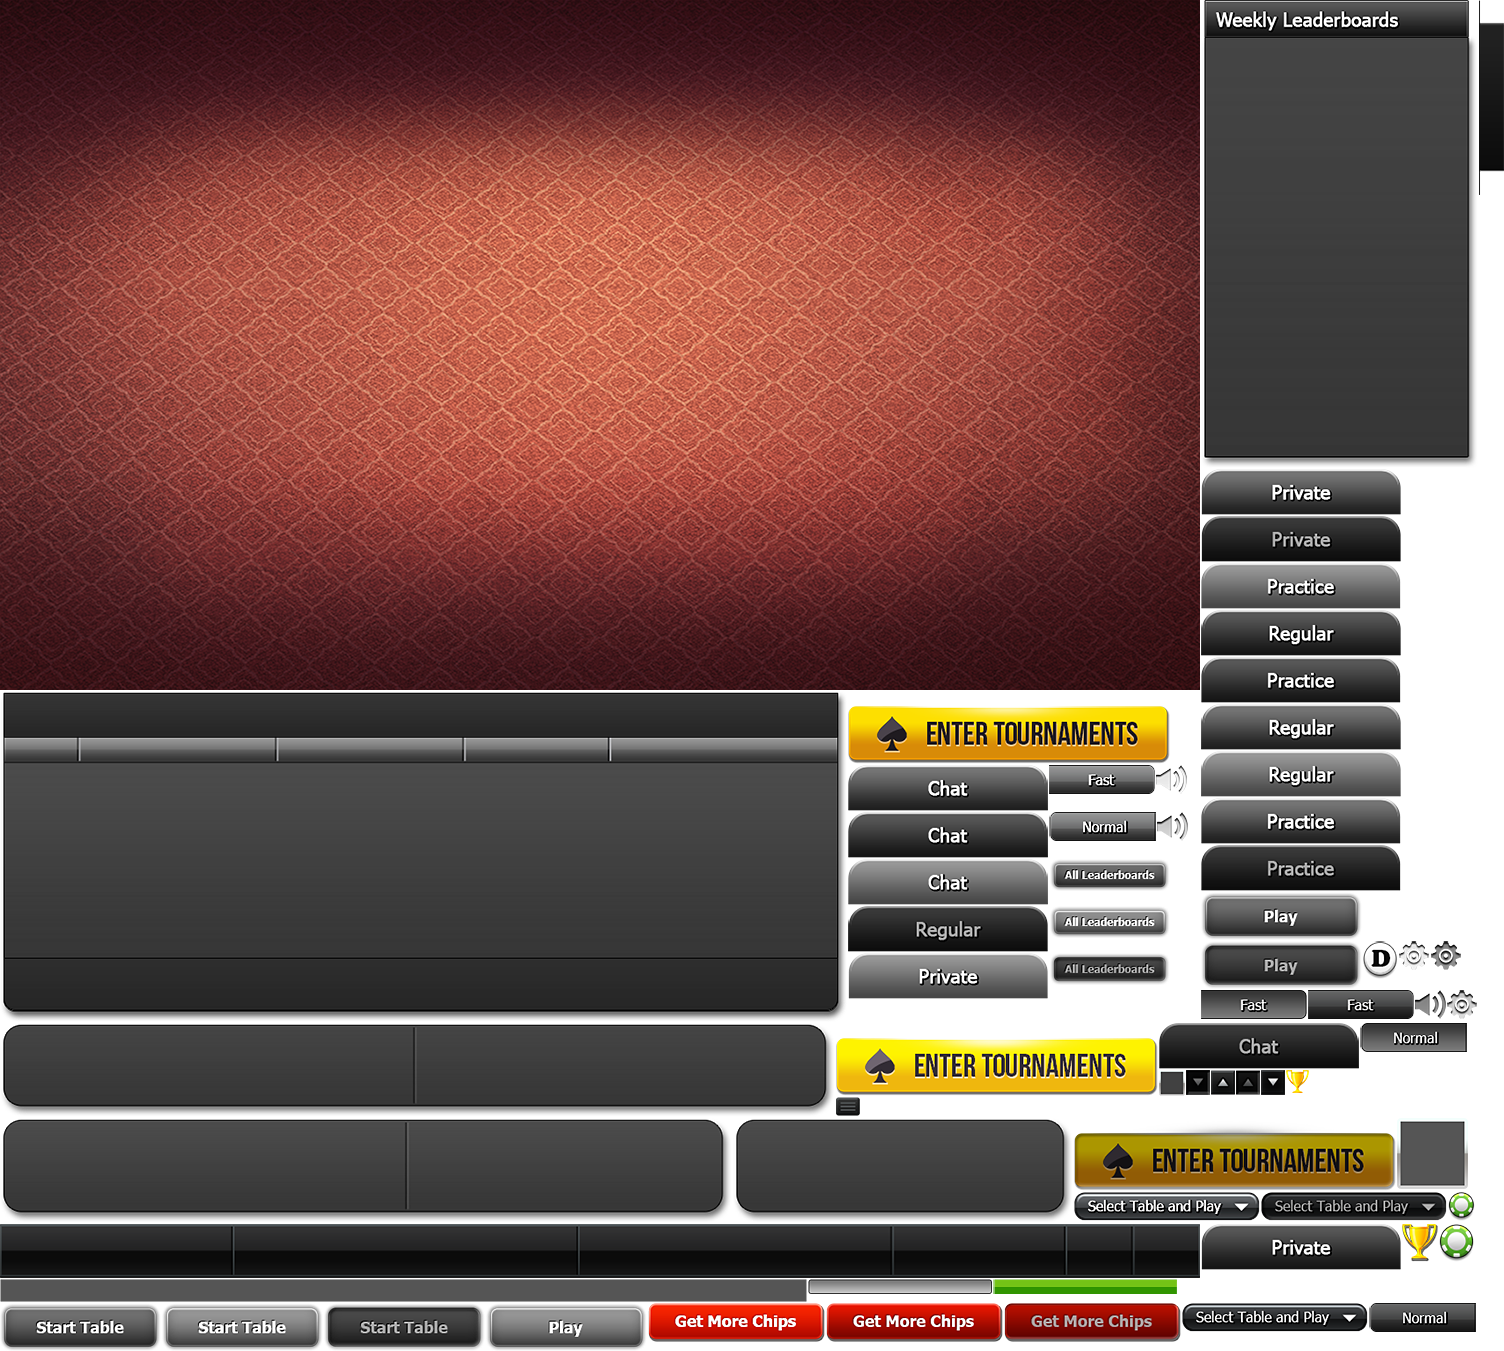 Weekly Leaderboards
Private
Private
Practice
Regular
Practice
Regular
Regular
Practice
Practice
ENTER TOURNAMENTS
Chat
Fast
Chat
Normal
Chat
All Leaderboards
Regular
All Leaderboards
Private
All Leaderboards
Play
Play
D
Fast
Fast
ENTER TOURNAMENTS
Chat
Normal
ENTER TOURNAMENTS
Select Table and Play
Select Table and Play
Private
Start Table
Start Table
Start Table
Play
Get More Chips
Get More Chips
Get More Chips
Select Table and Play
Normal